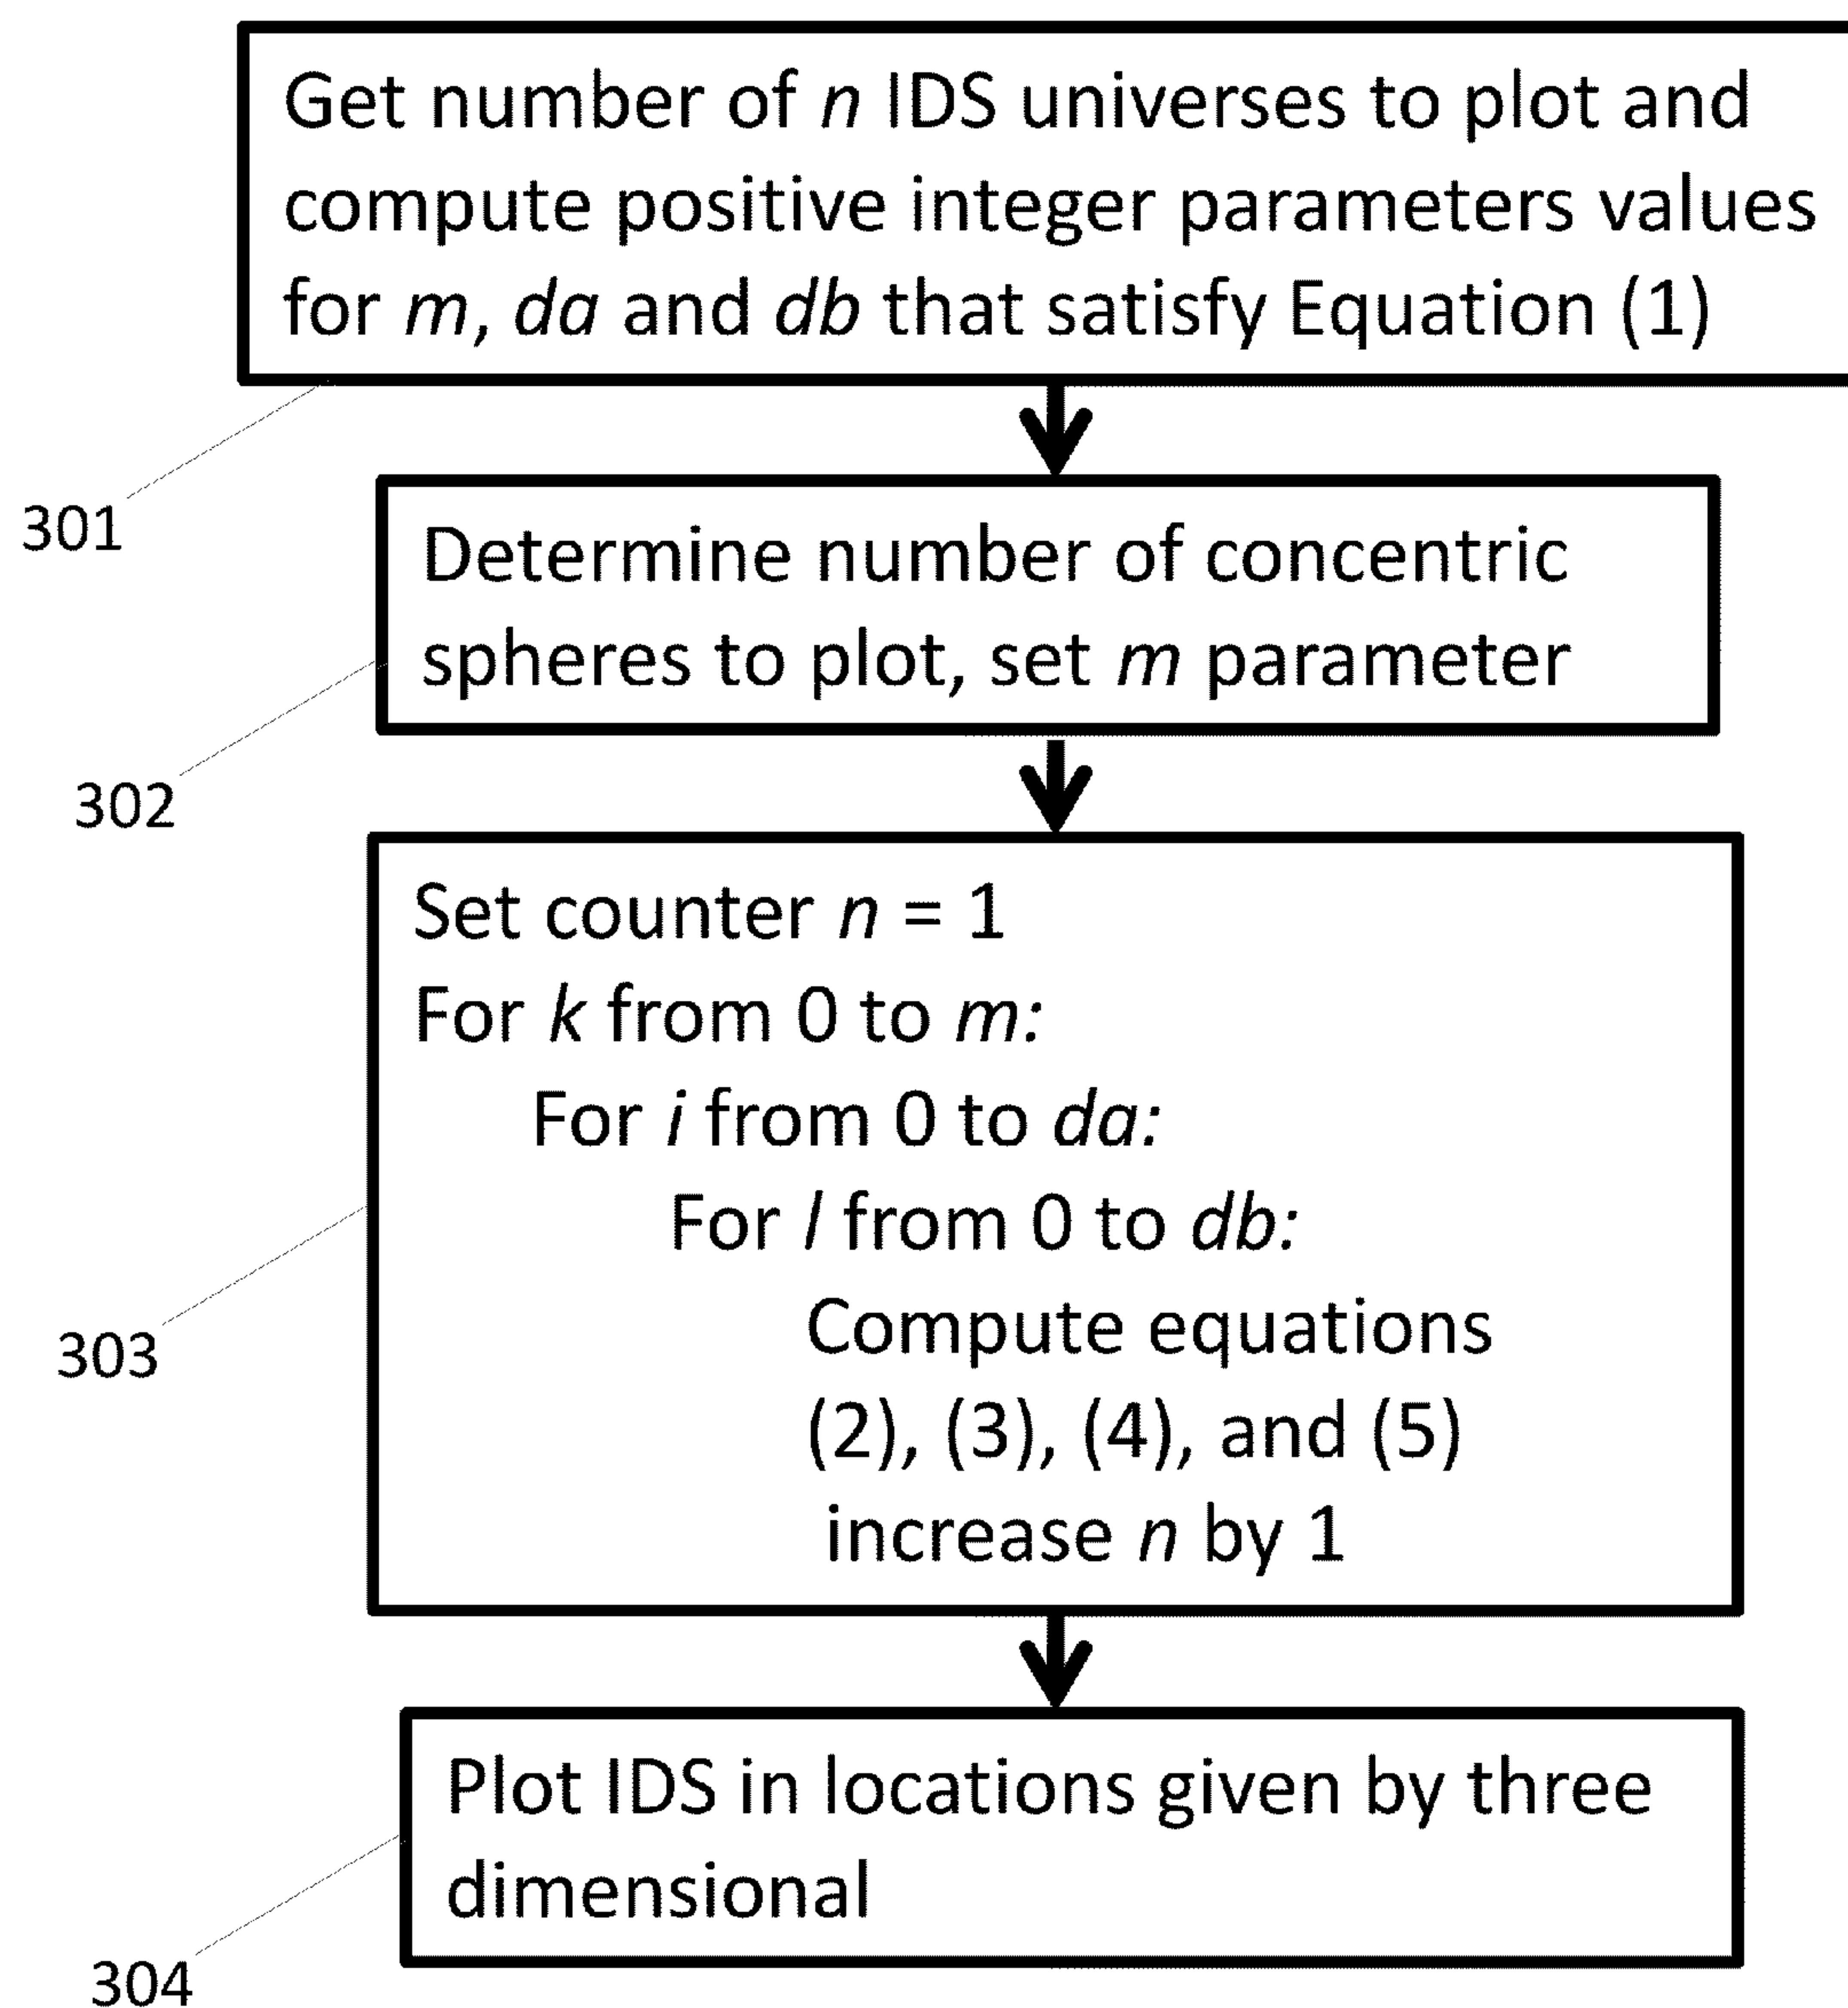 Get number of n IDS universes to plot and
compute positive integer parameters values
for m, da and db that satisfy Equation (1)
301
Determine number of concentric
spheres to plot, set m parameter
302
Set counter n = 1
For k from 0 to m:
For i from 0 to da:
For l from 0 to db:
Compute equations
(2), (3), (4), and (5)
increase n by 1
303
Plot IDS in locations given by three
dimensional
304